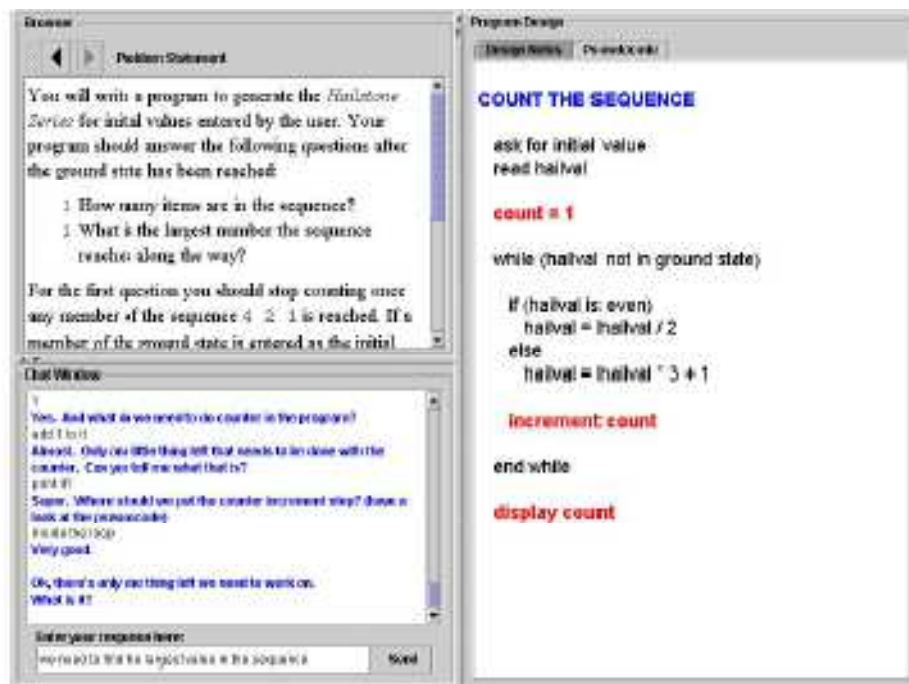 Browser
Problem Statement
You will write a program to generate the Hailstone
Series for inital values entered by the user. Your
program should answer the following questions after
the ground state has been reached:
1 How many items are in the sequence?
1 What is the largest number the sequence
reaches along the way?
For the first question you should stop counting once
any member of the sequence 4 2 1 is reached. If a
member of the ground state is entered as the initial
Chat Window
1
Yes. And what do we need to do counter in the program?
add 1 to it
Almost. Only one little thing left that needs to be done with the
counter. Can you tell me what that is?
print it?
Super. Where should we put the counter increment step? (have a
look at the pseudocode)
inside the loop
Very good.
Ok, there's only one thing left we need to work on.
What is it?
Enter your response here:
we need to find the largest value in the sequence
Send
Program Design
Design Notes Pseudocode
COUNT THE SEQUENCE
ask for initial value
read hailval
count = 1
while (hailval not in ground state)
if (hailval is even)
hailval = hailval / 2
else
hailval = hailval * 3 + 1
increment count
end while
display count